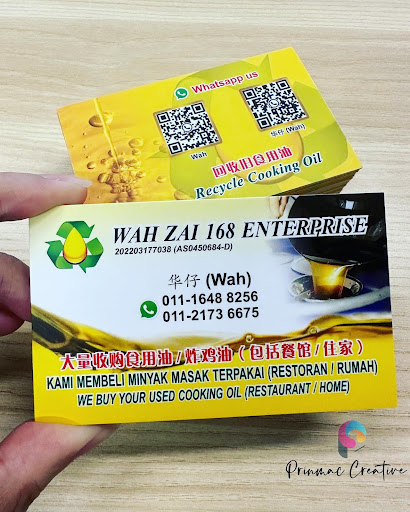 Whatsapp us
Wah
华仔 (Wah)
回收旧食用油
Recycle Cooking Oil
WAH ZAI 168 ENTERPRISE
202203177038 (AS0450684-D)
华仔 (Wah)
011-1648 8256
011-2173 6675
大量收购食用油 / 炸鸡油 ( 包括餐馆 / 住家 )
KAMI MEMBELI MINYAK MASAK TERPAKAI (RESTORAN / RUMAH)
WE BUY YOUR USED COOKING OIL (RESTAURANT / HOME)
Prinmac Creative